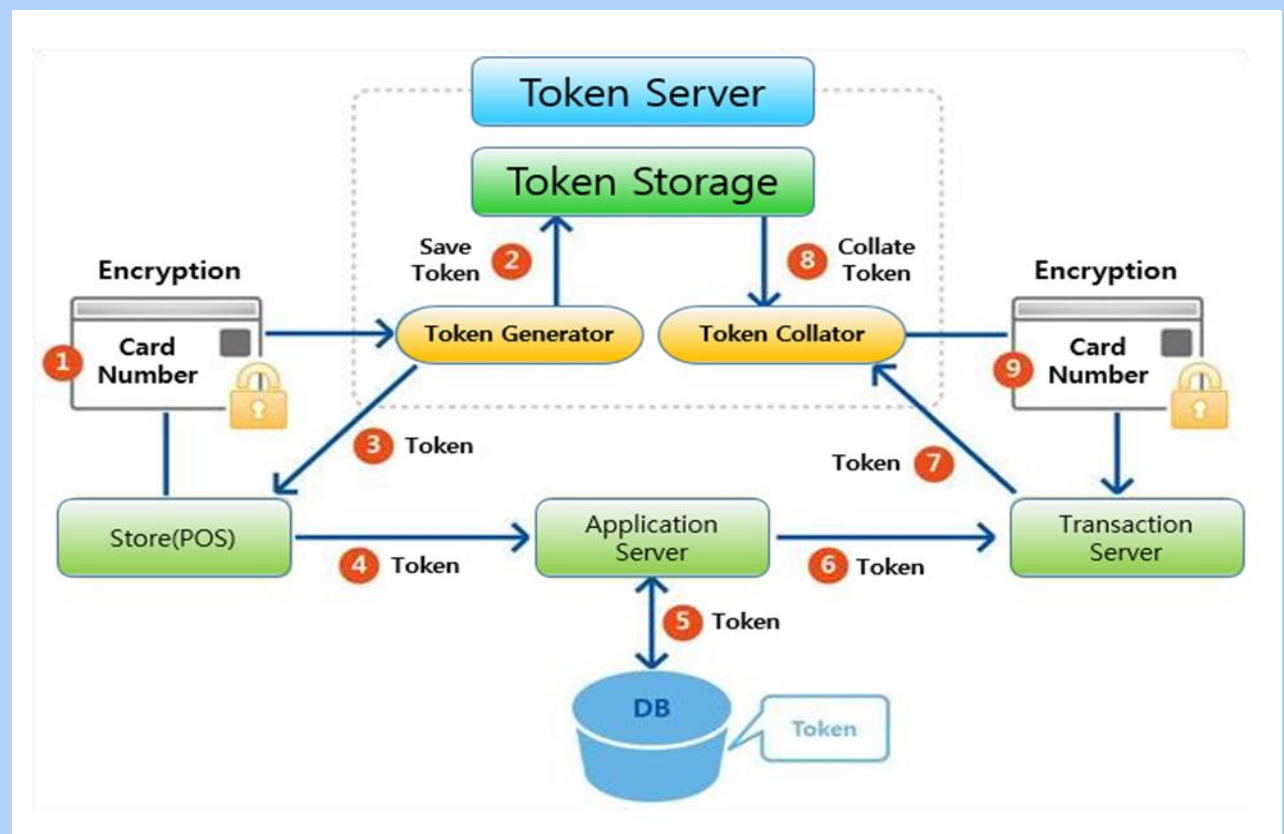 Token Server
Token Storage
Save
Token
2
8
Collate
Token
Encryption
Encryption
Token Generator
Token Collator
1
Card
Number
9
Card
Number
3
Token
Token
7
Store(POS)
Application
Server
Transaction
Server
4
Token
6
Token
5
Token
DB
Token